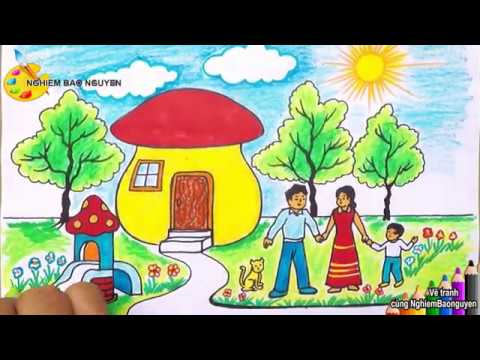 NGHIEM BAO NGUYEN
Vẽ tranh
cùng NghiemBaonguyen